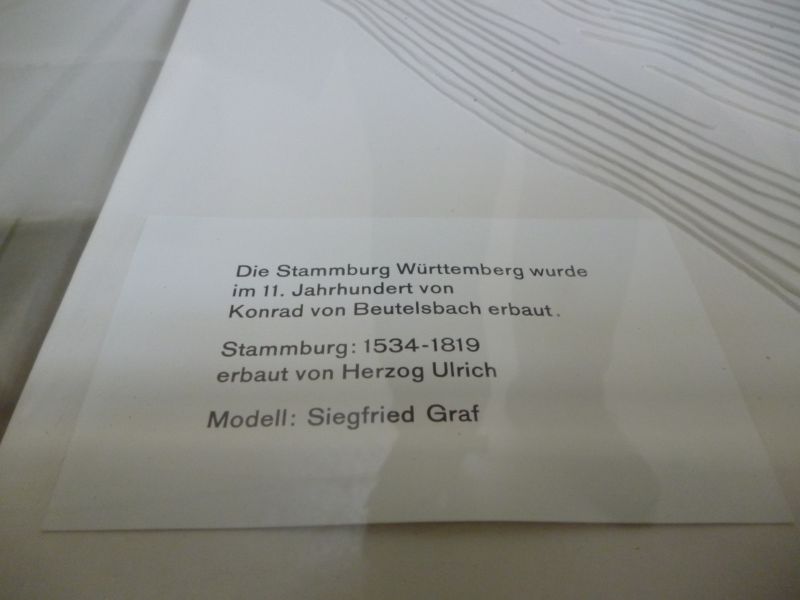 Die Stammburg Württemberg wurde
im 11. Jahrhundert von
Konrad von Beutelsbach erbaut.
Stammburg: 1534-1819
erbaut von Herzog Ulrich
Modell: Siegfried Graf